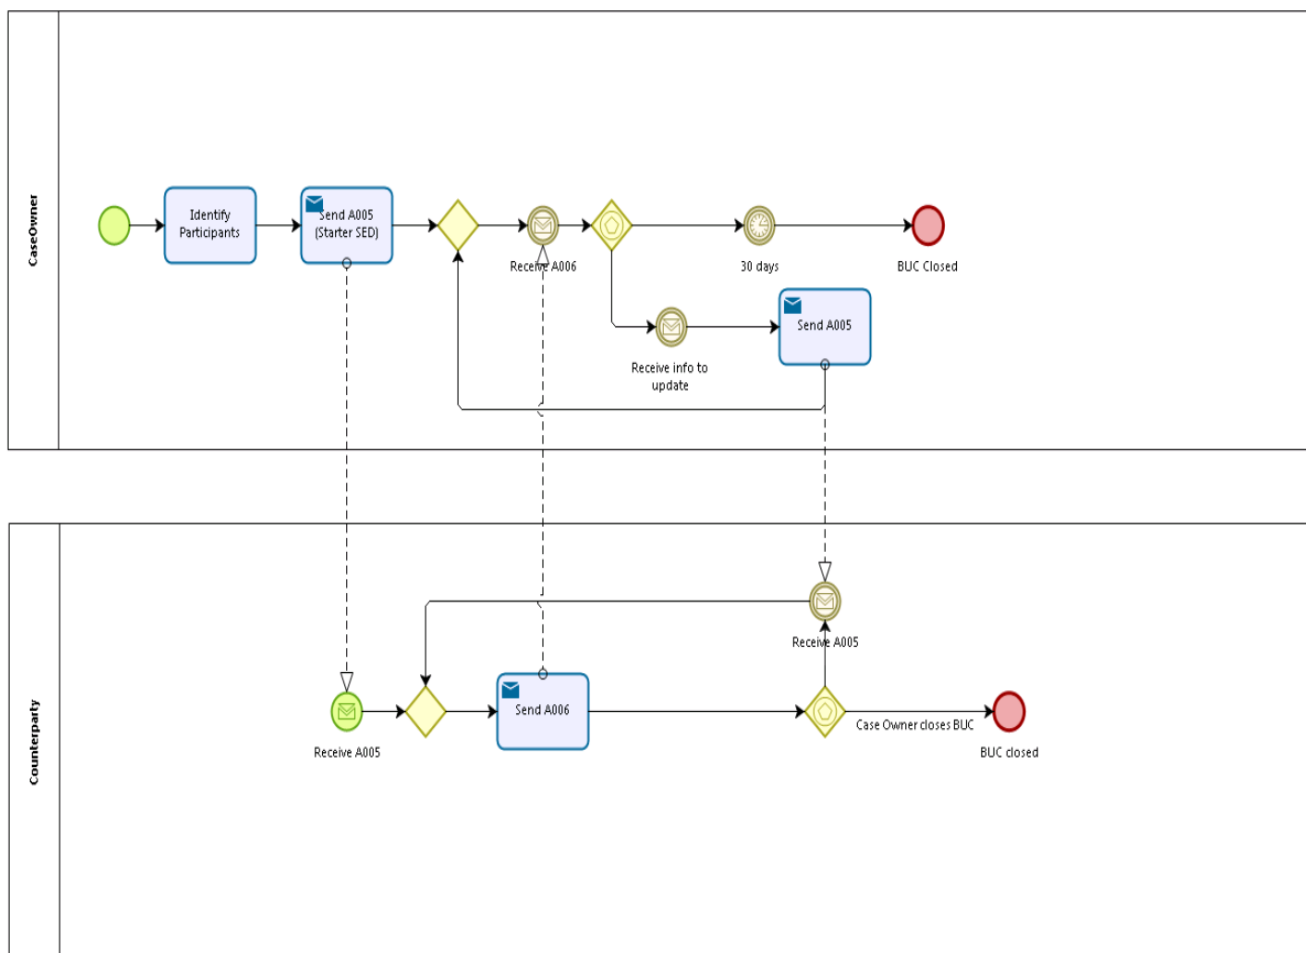 CaseOwner
Identify
Participants
Send A005
(Starter SED)
Receive A006
30 days
BUC Closed
Receive info to
update
Send A005
Counterparty
Receive A005
Receive A005
Send A006
Case Owner closes BUC
BUC closed